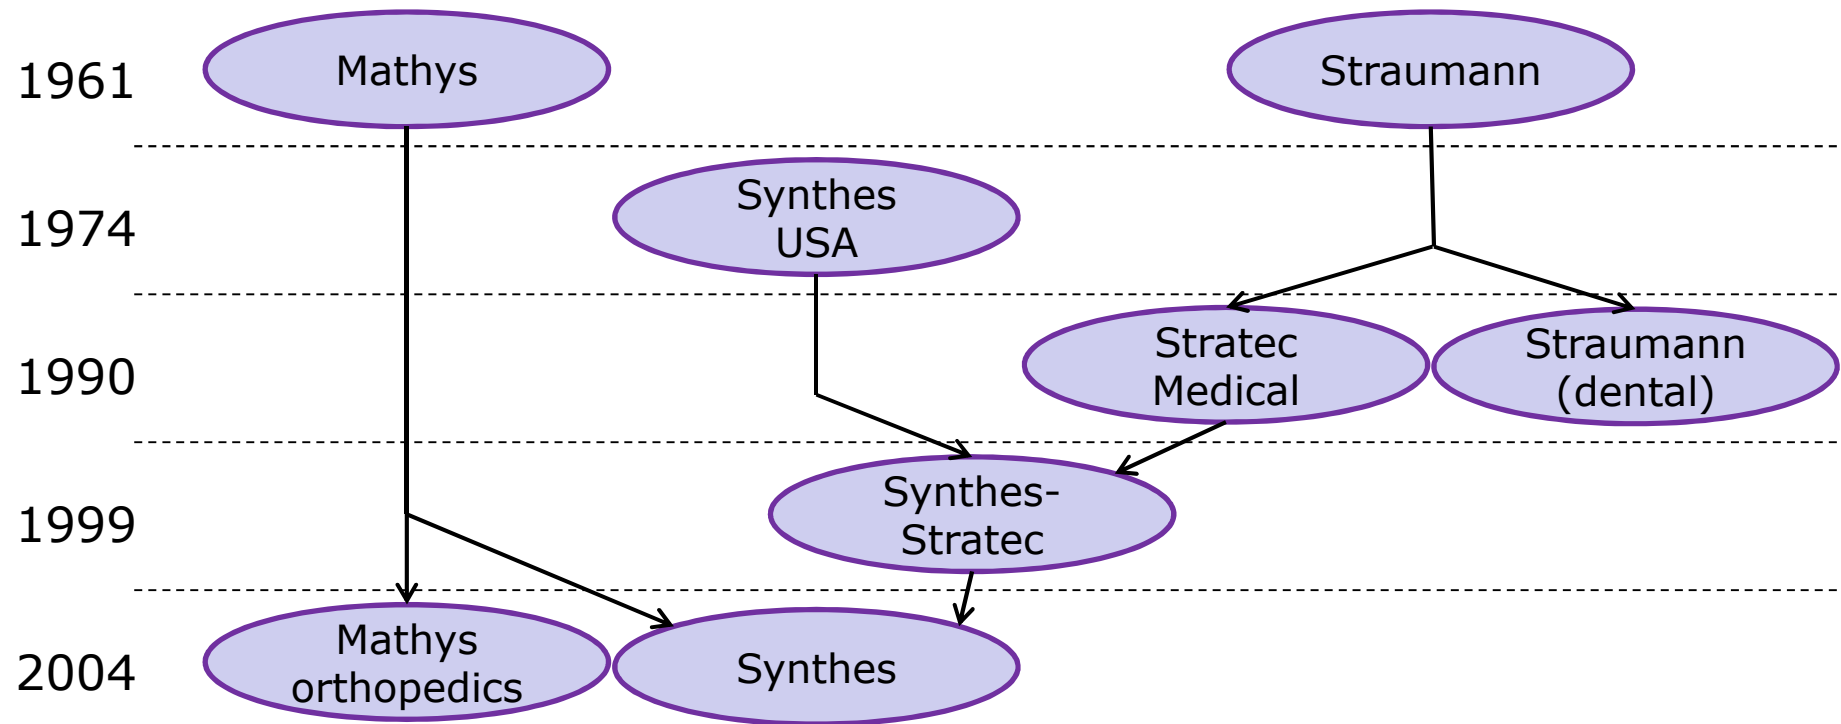 1961
Mathys
Straumann
1974
Synthes
USA
1990
Stratec
Medical
Straumann
(dental)
1999
Synthes-
Stratec
2004
Mathys
orthopedics
Synthes